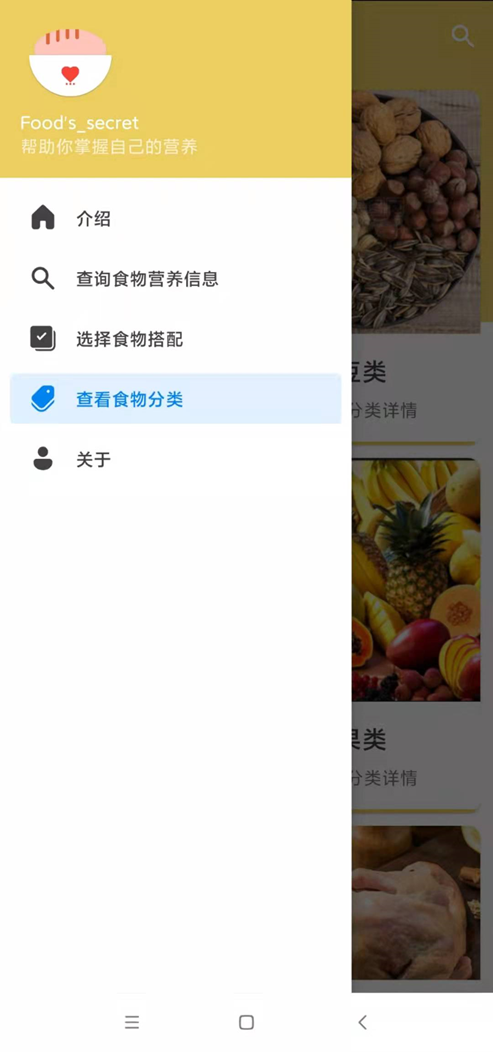 Food's_secret
帮助你掌握自己的营养
介绍
查询食物营养信息
选择食物搭配
查看食物分类
关于
豆类
分类详情
果类
分类详情